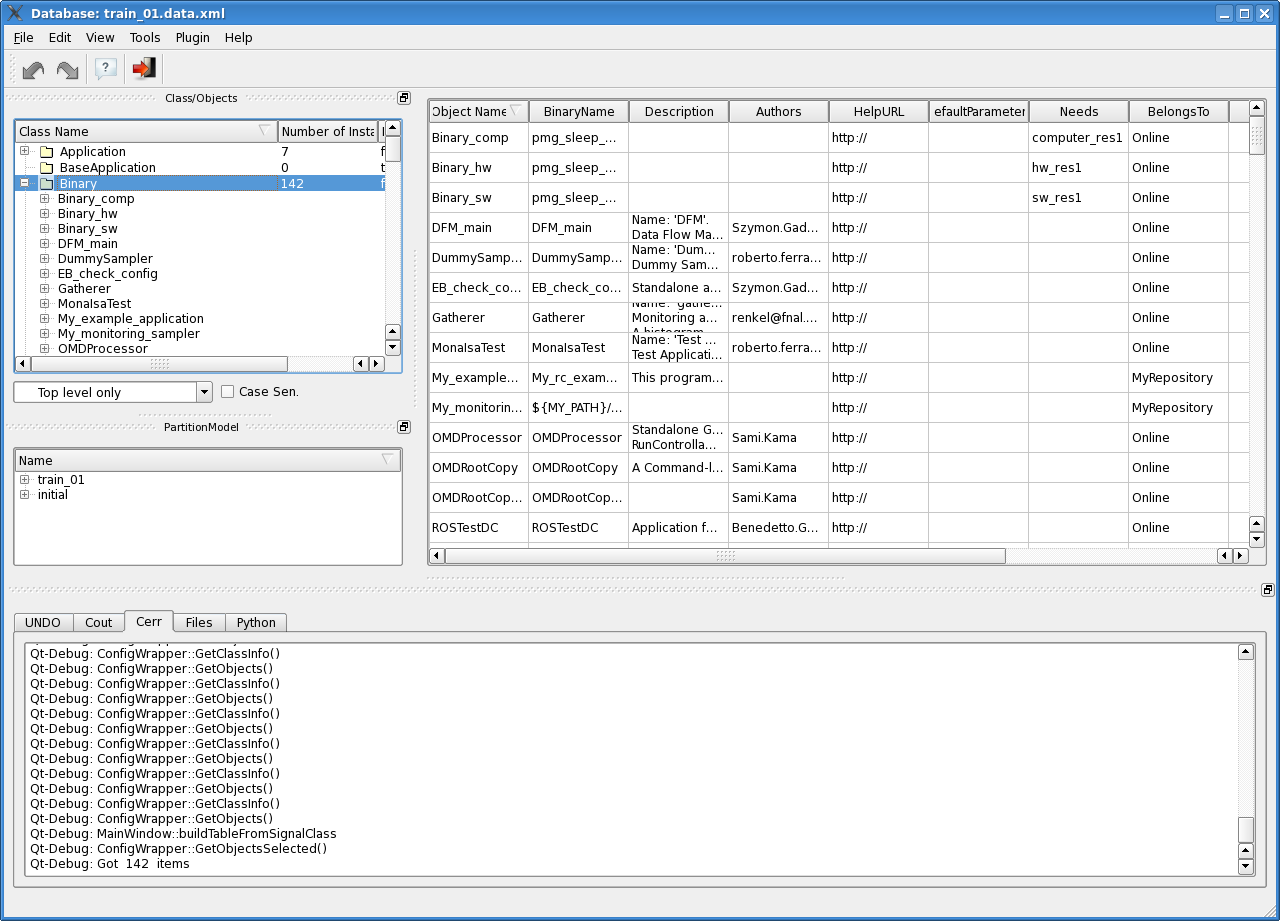 Database: train_01.data.xml
File Edit View Tools Plugin Help
Class/Objects
Class Name Number of Insta
Application 7 f
BaseApplication 0 t
Binary 142 f
Binary_comp
Binary_hw
Binary_sw
DFM_main
DummySampler
EB_check_config
Gatherer
MonaIsaTest
My_example_application
My_monitoring_sampler
OMDProcessor
Top level only Case Sen.
PartitionModel
Name
train_01
initial
Object Name BinaryName Description Authors HelpURL efaultParameter Needs BelongsTo
Binary_comp pmg_sleep_... http:// computer_res1 Online
Binary_hw pmg_sleep_... http:// hw_res1 Online
Binary_sw pmg_sleep_... http:// sw_res1 Online
Name: 'DFM'.
DFM_main DFM_main Szymon.Gad... http:// Online
Data Flow Ma...
Name: 'Dum...
DummySamp... DummySamp... roberto.ferra... http:// Online
Dummy Sam...
EB_check_co... EB_check_co... Standalone a... Szymon.Gad... http:// Online
Name: 'gathe...
Gatherer Gatherer Monitoring a... renkel@fnal.... http:// Online
A histogram
Name: 'Test ...
MonaIsaTest MonaIsaTest roberto.ferra... http:// Online
Test Applicati...
My_example... My_rc_exam... This program... http:// MyRepository
My_monitorin... ${MY_PATH}/... http:// MyRepository
Standalone G...
OMDProcessor OMDProcessor Sami.Kama http:// Online
RunControlla...
OMDRootCopy OMDRootCopy A Command-l... Sami.Kama http:// Online
OMDRootCop... OMDRootCop... Sami.Kama http:// Online
ROSTestDC ROSTestDC Application f... Benedetto.G... http:// Online
UNDO Cout Cerr Files Python
Qt-Debug: ConfigWrapper::GetClassInfo()
Qt-Debug: ConfigWrapper::GetObjects()
Qt-Debug: ConfigWrapper::GetClassInfo()
Qt-Debug: ConfigWrapper::GetObjects()
Qt-Debug: ConfigWrapper::GetClassInfo()
Qt-Debug: ConfigWrapper::GetObjects()
Qt-Debug: ConfigWrapper::GetClassInfo()
Qt-Debug: ConfigWrapper::GetObjects()
Qt-Debug: ConfigWrapper::GetClassInfo()
Qt-Debug: ConfigWrapper::GetObjects()
Qt-Debug: ConfigWrapper::GetClassInfo()
Qt-Debug: ConfigWrapper::GetObjects()
Qt-Debug: MainWindow::buildTableFromSignalClass
Qt-Debug: ConfigWrapper::GetObjectsSelected()
Qt-Debug: Got 142 items